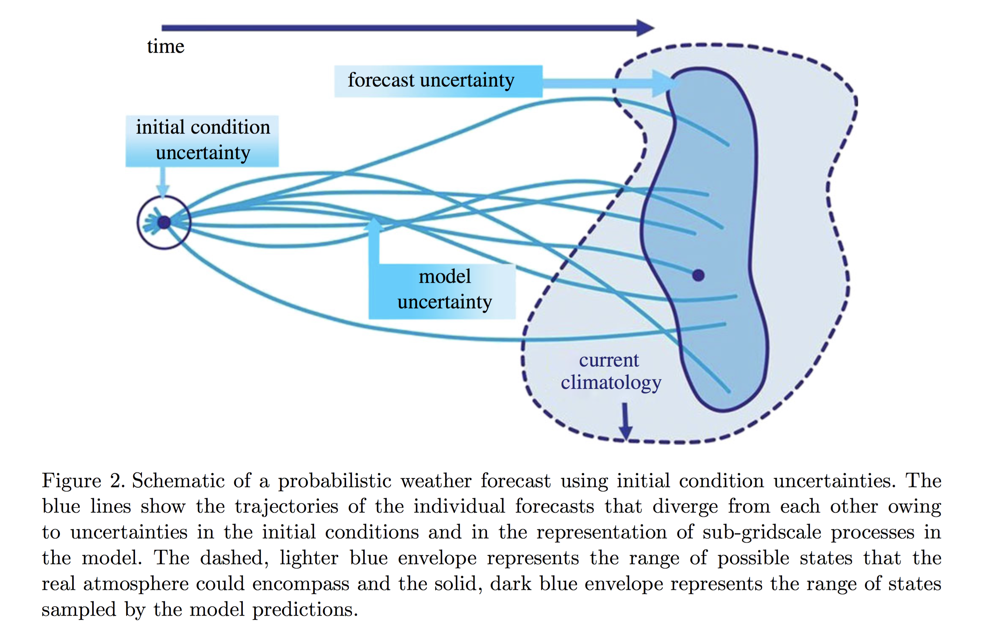 time
forecast uncertainty
initial condition
uncertainty
model
uncertainty
current
climatology
Figure 2. Schematic of a probabilistic weather forecast using initial condition uncertainties. The
blue lines show the trajectories of the individual forecasts that diverge from each other owing
to uncertainties in the initial conditions and in the representation of sub-gridscale processes in
the model. The dashed, lighter blue envelope represents the range of possible states that the
real atmosphere could encompass and the solid, dark blue envelope represents the range of states
sampled by the model predictions.